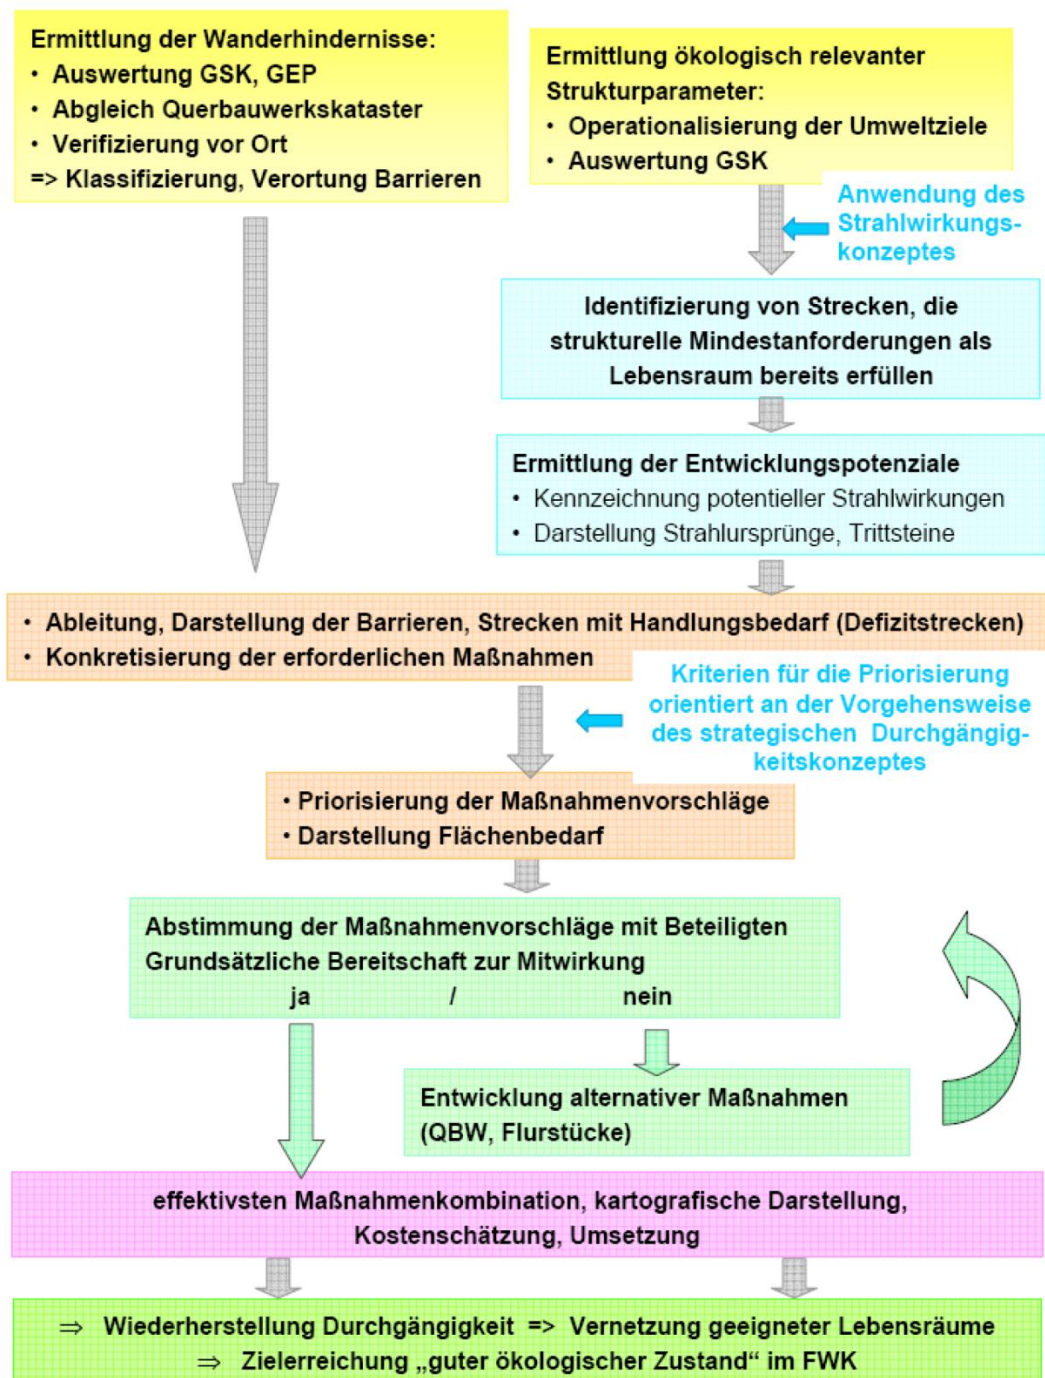 Ermittlung der Wanderhindernisse:
• Auswertung GSK, GEP
• Abgleich Querbauwerkskataster
• Verifizierung vor Ort
=> Klassifizierung, Verortung Barrieren
Ermittlung ökologisch relevanter
Strukturparameter:
• Operationalisierung der Umweltziele
• Auswertung GSK
Anwendung des
Strahlwirkungs-
konzeptes
Identifizierung von Strecken, die
strukturelle Mindestanforderungen als
Lebensraum bereits erfüllen
Ermittlung der Entwicklungspotenziale
• Kennzeichnung potentieller Strahlwirkungen
• Darstellung Strahlursprünge, Trittsteine
• Ableitung, Darstellung der Barrieren, Strecken mit Handlungsbedarf (Defizitstrecken)
• Konkretisierung der erforderlichen Maßnahmen
Kriterien für die Priorisierung
orientiert an der Vorgehensweise
des strategischen Durchgängig-
keitskonzeptes
• Priorisierung der Maßnahmenvorschläge
• Darstellung Flächenbedarf
Abstimmung der Maßnahmenvorschläge mit Beteiligten
Grundsätzliche Bereitschaft zur Mitwirkung
ja / nein
Entwicklung alternativer Maßnahmen
(QBW, Flurstücke)
effektivsten Maßnahmenkombination, kartografische Darstellung,
Kostenschätzung, Umsetzung
⇒ Wiederherstellung Durchgängigkeit => Vernetzung geeigneter Lebensräume
⇒ Zielerreichung „guter ökologischer Zustand“ im FWK